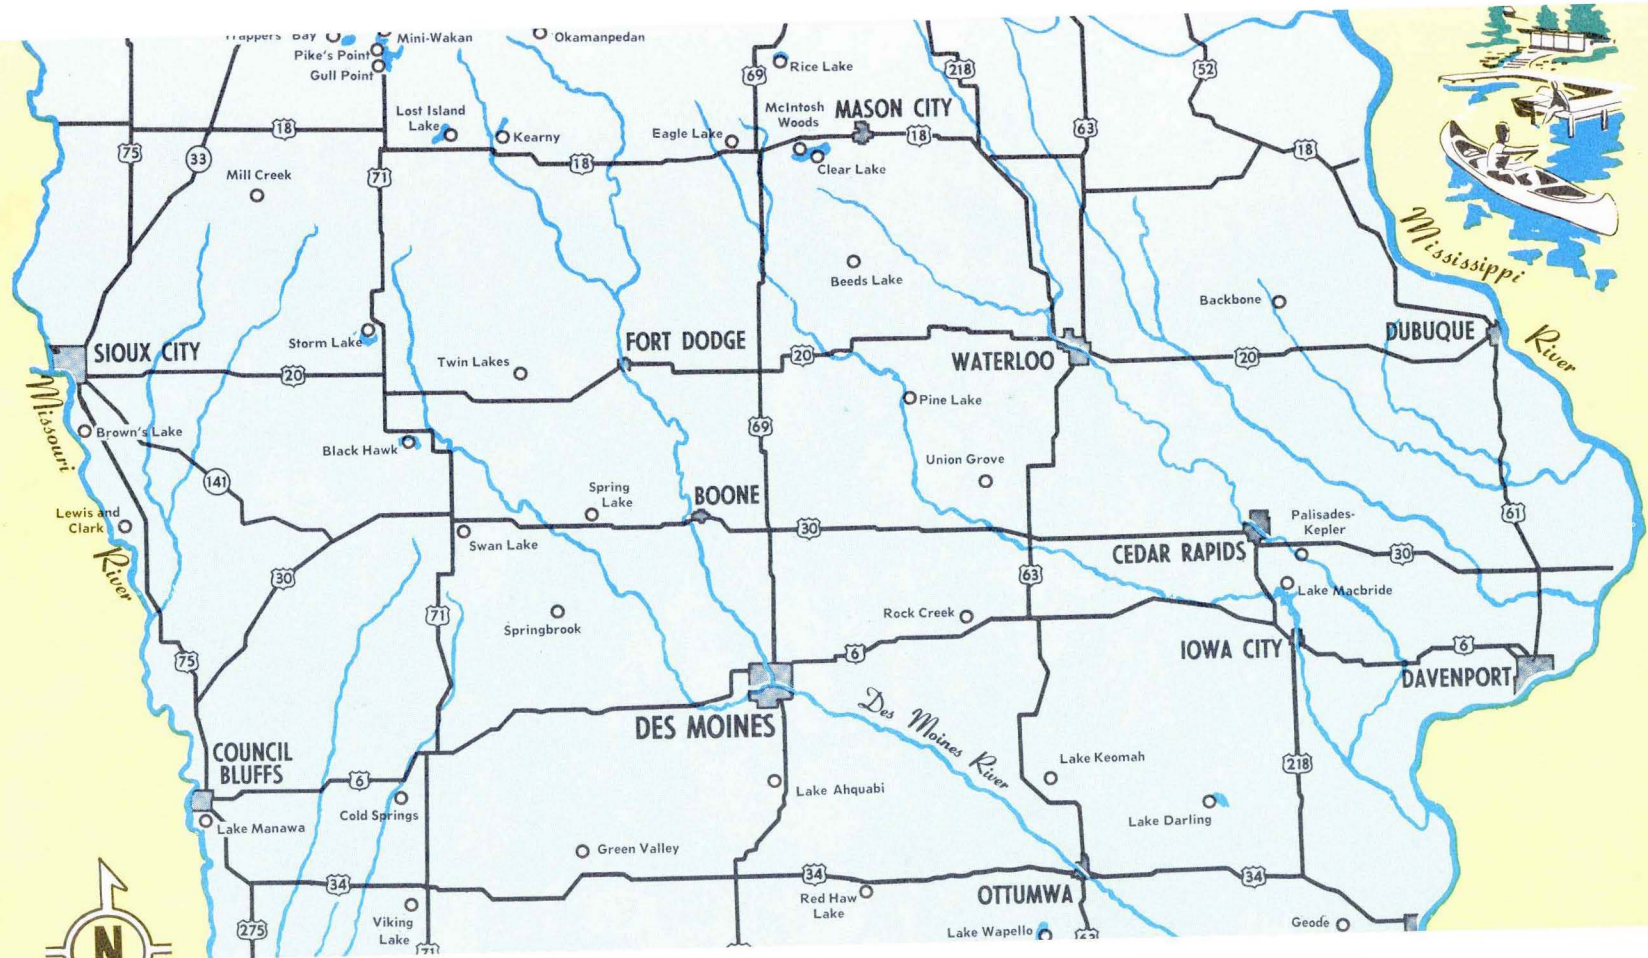 Trappers' Bay
Mini-Wakan
Okamanpedan
Pike's Point
Gull Point
69
Rice Lake
218
52
Lost Island
Lake
Kearny
Eagle Lake
McIntosh
Woods
MASON CITY
18
18
18
63
18
75
33
71
Mill Creek
Clear Lake
Mississippi
River
Beeds Lake
Backbone
DUBUQUE
Storm Lake
FORT DODGE
SIOUX CITY
Twin Lakes
20
20
WATERLOO
20
Missouri
River
Pine Lake
Brown's Lake
69
Black Hawk
Union Grove
141
Spring
Lake
BOONE
Lewis and
Clark
Swan Lake
30
Palisades-
Kepler
61
CEDAR RAPIDS
30
30
63
Lake Macbride
71
Springbrook
Rock Creek
75
6
IOWA CITY
6
DAVENPORT
DES MOINES
Des Moines River
COUNCIL
BLUFFS
6
Lake Keomah
218
Cold Springs
Lake Ahquabi
Lake Manawa
Lake Darling
Green Valley
34
34
34
Red Haw
Lake
OTTUMWA
Viking
Lake
275
71
Lake Wapello
63
Geode
N